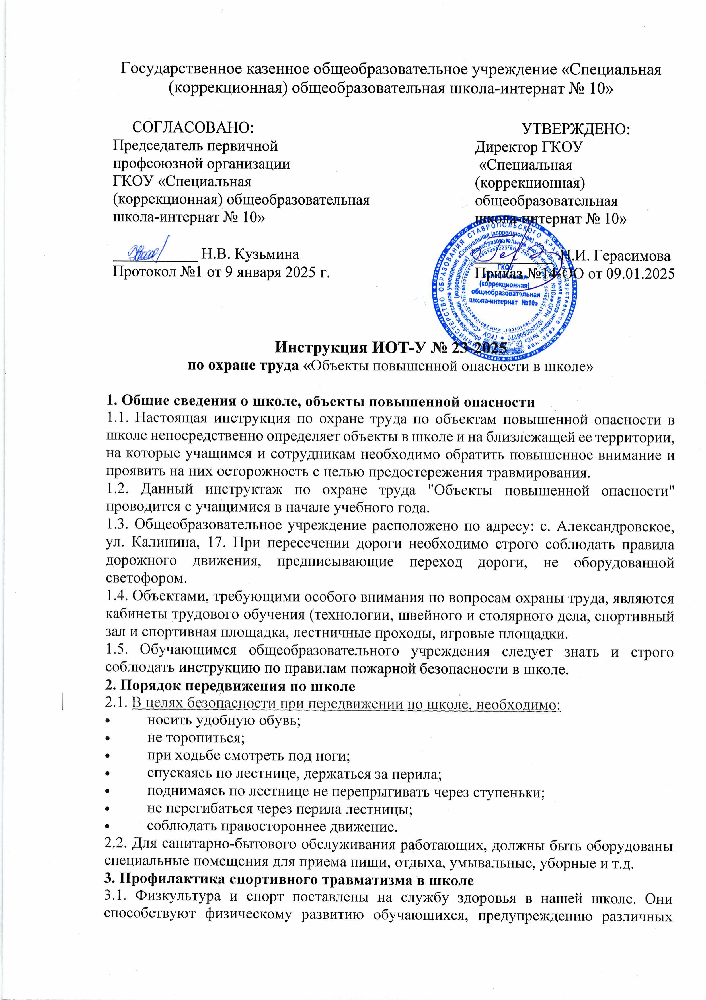 Государственное казенное общеобразовательное учреждение «Специальная
(коррекционная) общеобразовательная школа-интернат № 10»
СОГЛАСОВАНО:
Председатель первичной
профсоюзной организации
ГКОУ «Специальная
(коррекционная) общеобразовательная
школа-интернат № 10»
Н.В. Кузьмина
Протокол №1 от 9 января 2025 г.
УТВЕРЖДЕНО:
Директор ГКОУ
«Специальная
(коррекционная)
общеобразовательная
школа-интернат № 10»
Н.И. Герасимова
Приказ № -ОО от 09.01.2025
ГКОУ
«Специальная
(коррекционная)
общеобразовательная
школа-интернат №10»
Инструкция ИОТ-У № 23-2025
по охране труда «Объекты повышенной опасности в школе»
1. Общие сведения о школе, объекты повышенной опасности
1.1. Настоящая инструкция по охране труда по объектам повышенной опасности в
школе непосредственно определяет объекты в школе и на близлежащей ее территории,
на которые учащимся и сотрудникам необходимо обратить повышенное внимание и
проявить на них осторожность с целью предостережения травмирования.
1.2. Данный инструктаж по охране труда "Объекты повышенной опасности"
проводится с учащимися в начале учебного года.
1.3. Общеобразовательное учреждение расположено по адресу: с. Александровское,
ул. Калинина, 17. При пересечении дороги необходимо строго соблюдать правила
дорожного движения, предписывающие переход дороги, не оборудованной
светофором.
1.4. Объектами, требующими особого внимания по вопросам охраны труда, являются
кабинеты трудового обучения (технологии, швейного и столярного дела, спортивный
зал и спортивная площадка, лестничные проходы, игровые площадки.
1.5. Обучающимся общеобразовательного учреждения следует знать и строго
соблюдать инструкцию по правилам пожарной безопасности в школе.
2. Порядок передвижения по школе
2.1. В целях безопасности при передвижении по школе, необходимо:
• носить удобную обувь;
• не торопиться;
• при ходьбе смотреть под ноги;
• спускаясь по лестнице, держаться за перила;
• поднимаясь по лестнице не перепрыгивать через ступеньки;
• не перегибаться через перила лестницы;
• соблюдать правостороннее движение.
2.2. Для санитарно-бытового обслуживания работающих, должны быть оборудованы
специальные помещения для приема пищи, отдыха, умывальные, уборные и т.д.
3. Профилактика спортивного травматизма в школе
3.1. Физкультура и спорт поставлены на службу здоровья в нашей школе. Они
способствуют физическому развитию обучающихся, предупреждению различных